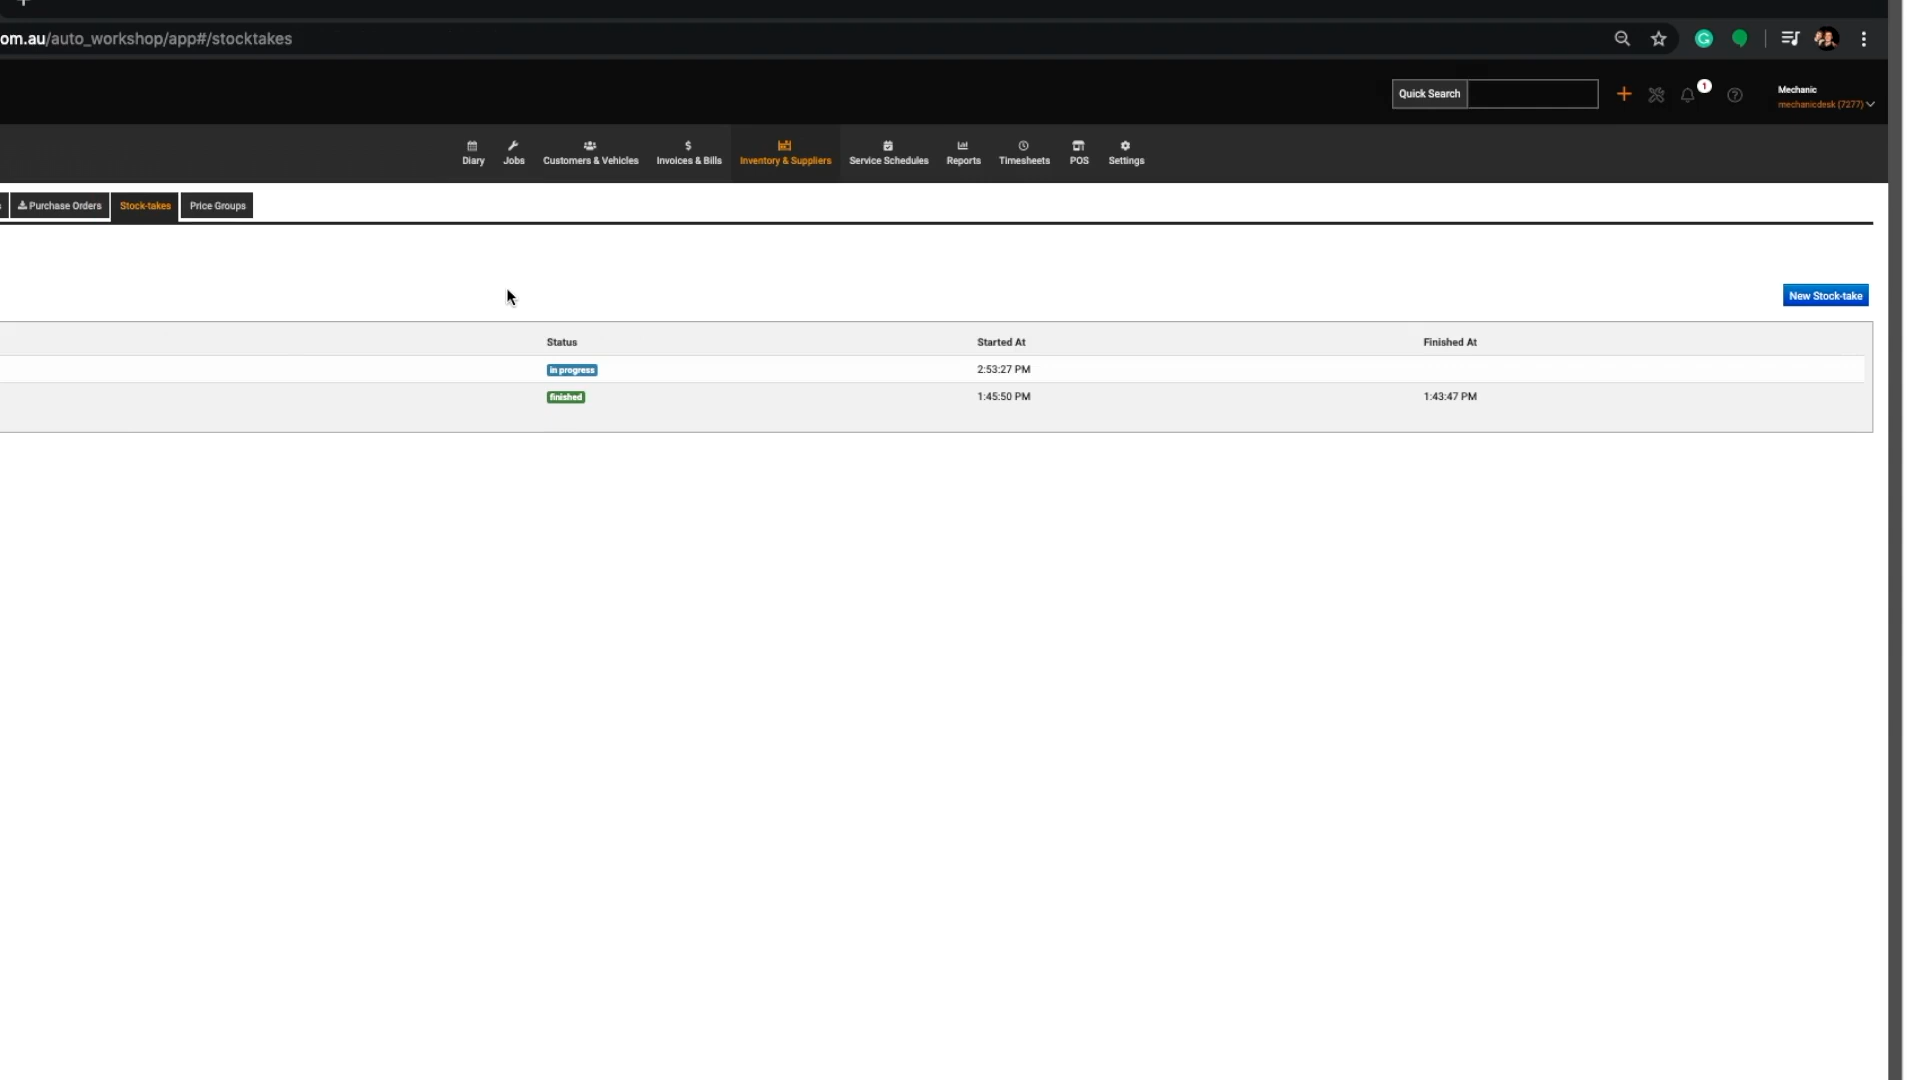 om.au/auto_workshop/app#/stocktakes
Quick Search
1
Mechanic
mechanicdesk (7277)
Diary
Jobs
Customers & Vehicles
Invoices & Bills
Inventory & Suppliers
Service Schedules
Reports
Timesheets
POS
Settings
Purchase Orders
Stock-takes
Price Groups
New Stock-take
Status
Started At
Finished At
in progress
2:53:27 PM
finished
1:45:50 PM
1:43:47 PM